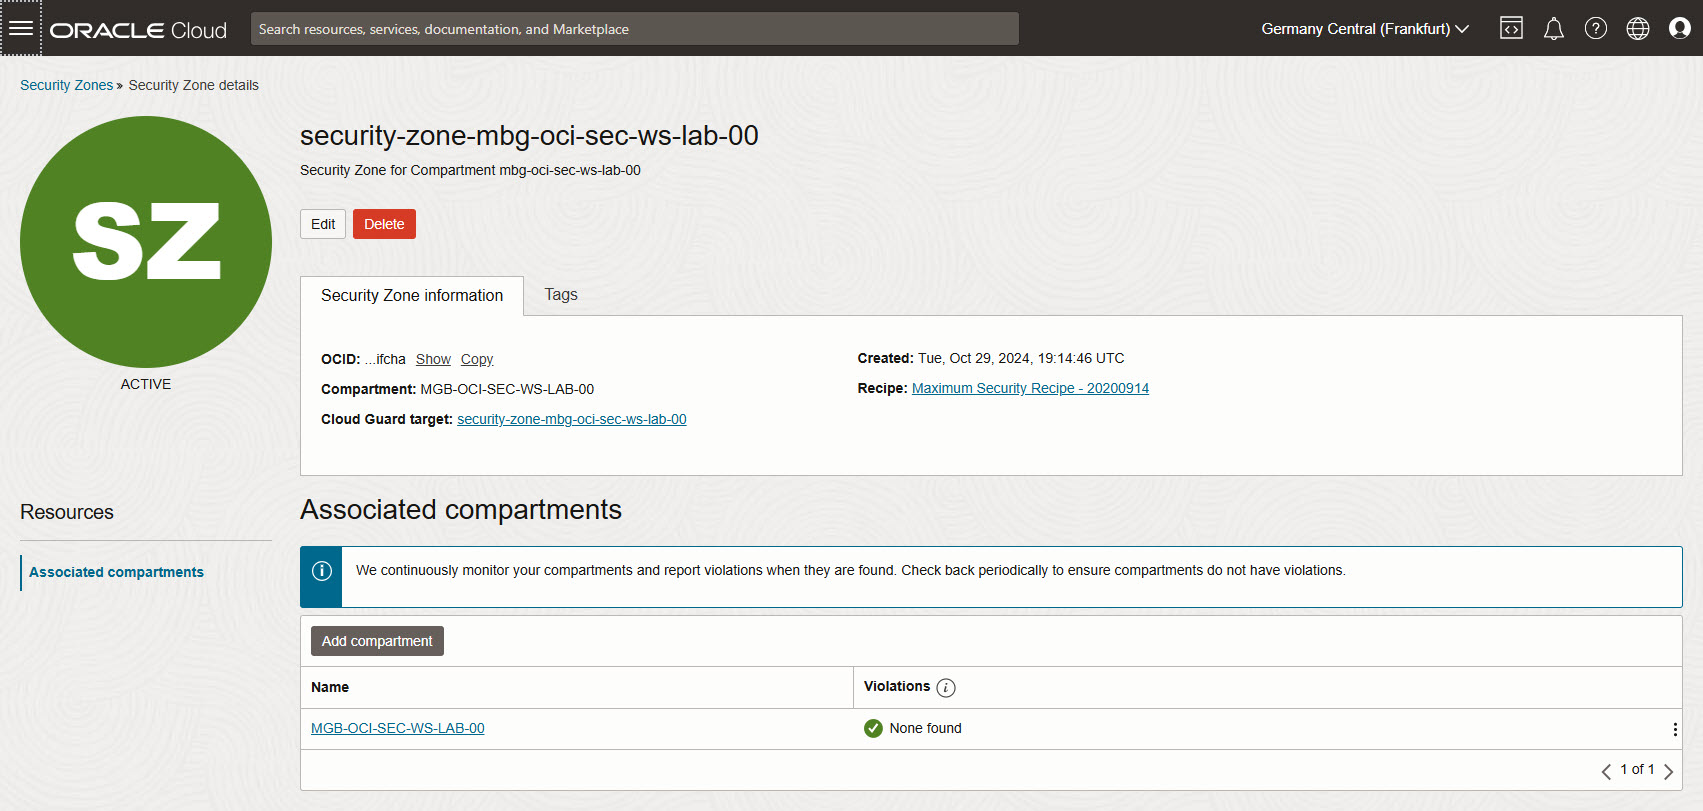 ORACLE Cloud
Search resources, services, documentation, and Marketplace
Germany Central (Frankfurt)
Security Zones » Security Zone details
SZ
ACTIVE
security-zone-mbg-oci-sec-ws-lab-00
Security Zone for Compartment mbg-oci-sec-ws-lab-00
Edit Delete
Security Zone information Tags
OCID: ...ifcha Show Copy
Compartment: MGB-OCI-SEC-WS-LAB-00
Cloud Guard target: security-zone-mbg-oci-sec-ws-lab-00
Created: Tue, Oct 29, 2024, 19:14:46 UTC
Recipe: Maximum Security Recipe - 20200914
Resources
Associated compartments
Associated compartments
We continuously monitor your compartments and report violations when they are found. Check back periodically to ensure compartments do not have violations.
Add compartment
Name Violations
MGB-OCI-SEC-WS-LAB-00 None found
1 of 1